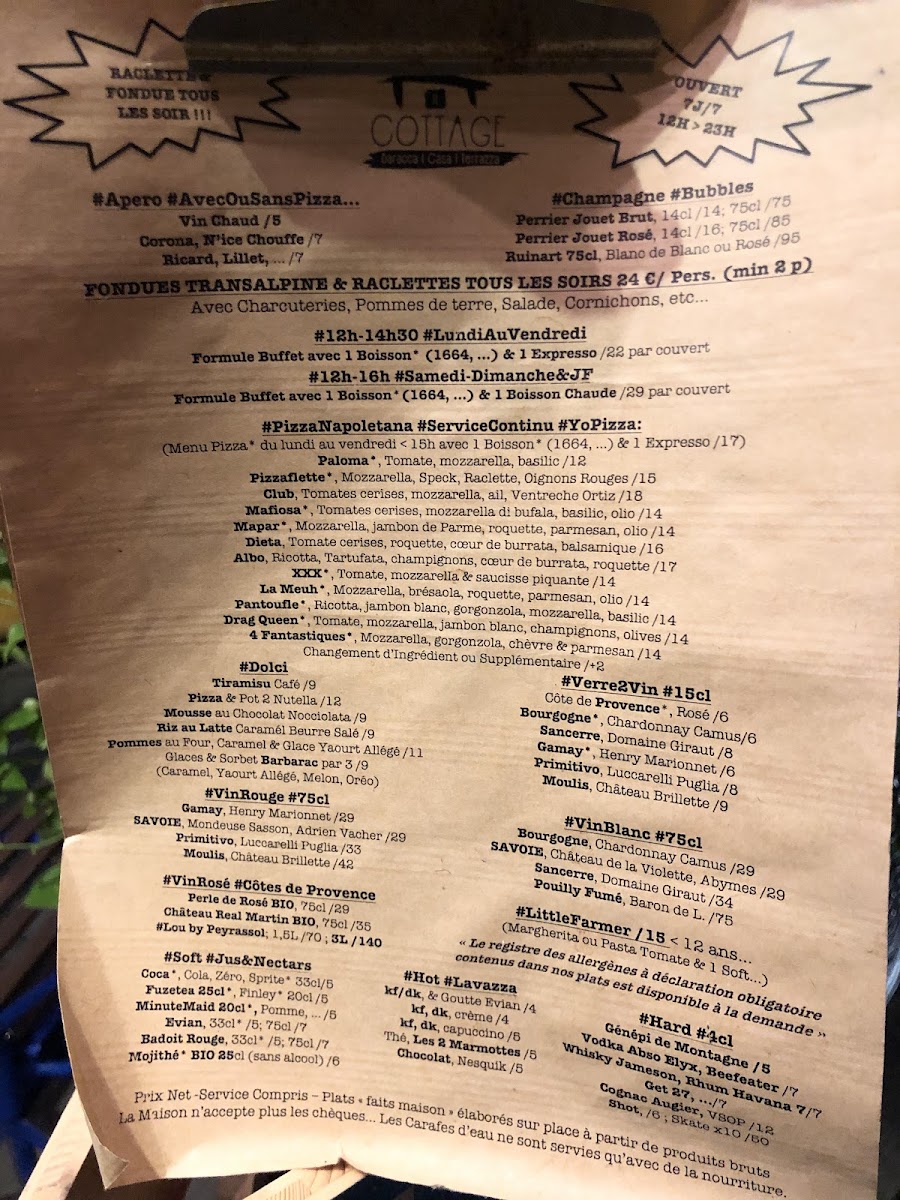 RACLETTE &
FONDUE TOUS
LES SOIR !!!
COTTAGE
Baracca | Casa | Terrazza
OUVERT
7J/7
12H > 23H
#Apero #AvecOuSansPizza...
Vin Chaud /5
Corona, N'ice Chouffe /7
Ricard, Lillet, ... /7
#Champagne #Bubbles
Perrier Jouet Brut, 14cl /14; 75cl /75
Perrier Jouet Rosé, 14cl /16; 75cl /85
Ruinart 75cl, Blanc de Blanc ou Rosé /95
FONDUES TRANSALPINE & RACLETTES TOUS LES SOIRS 24 €/ Pers. (min 2 p)
Avec Charcuteries, Pommes de terre, Salade, Cornichons, etc...
#12h-14h30 #LundiAuVendredi
Formule Buffet avec 1 Boisson* (1664, ...) & 1 Expresso /22 par couvert
#12h-16h #Samedi-Dimanche&JF
Formule Buffet avec 1 Boisson* (1664, ...) & 1 Boisson Chaude /29 par couvert
#PizzaNapoletana #ServiceContinu #YoPizza:
(Menu Pizza* du lundi au vendredi < 15h avec 1 Boisson* (1664, ...) & 1 Expresso /17)
Paloma*, Tomate, mozzarella, basilic /12
Pizzaflette*, Mozzarella, Speck, Raclette, Oignons Rouges /15
Club, Tomates cerises, mozzarella, ail, Ventreche Ortiz /18
Mafiosa*, Tomates cerises, mozzarella di bufala, basilic, olio /14
Mapar*, Mozzarella, jambon de Parme, roquette, parmesan, olio /14
Dieta, Tomate cerises, roquette, cœur de burrata, balsamique /16
Albo, Ricotta, Tartufata, champignons, cœur de burrata, roquette /17
XXX*, Tomate, mozzarella & saucisse piquante /14
La Meuh*, Mozzarella, brésaola, roquette, parmesan, olio /14
Pantoufle*, Ricotta, jambon blanc, gorgonzola, mozzarella, basilic /14
Drag Queen*, Tomate, mozzarella, jambon blanc, champignons, olives /14
4 Fantastiques*, Mozzarella, gorgonzola, chèvre & parmesan /14
Changement d'Ingrédient ou Supplémentaire /+2
#Dolci
Tiramisu Café /9
Pizza & Pot 2 Nutella /12
Mousse au Chocolat Nocciolata /9
Riz au Latte Caramél Beurre Salé /9
Pommes au Four, Caramel & Glace Yaourt Allégé /11
Glaces & Sorbet Barbarac par 3 /9
(Caramel, Yaourt Allégé, Melon, Oréo)
#Verre2Vin #15cl
Côte de Provence*, Rosé /6
Bourgogne*, Chardonnay Camus/6
Sancerre, Domaine Giraut /8
Gamay*, Henry Marionnet /6
Primitivo, Luccarelli Puglia /8
Moulis, Château Brillette /9
#VinRouge #75cl
Gamay, Henry Marionnet /29
SAVOIE, Mondeuse Sasson, Adrien Vacher /29
Primitivo, Luccarelli Puglia /33
Moulis, Château Brillette /42
#VinBlanc #75cl
Bourgogne, Chardonnay Camus /29
SAVOIE, Château de la Violette, Abymes /29
Sancerre, Domaine Giraut /34
Pouilly Fumé, Baron de L. /75
#VinRosé #Côtes de Provence
Perle de Rosé BIO, 75cl /29
Château Real Martin BIO, 75cl /35
#Lou by Peyrassol; 1,5L /70 ; 3L /140
#LittleFarmer /15 < 12 ans...
(Margherita ou Pasta Tomate & 1 Soft...)
« Le registre des allergènes à déclaration obligatoire
contenus dans nos plats est disponible à la demande »
#Soft #Jus&Nectars
Coca*, Cola, Zéro, Sprite* 33cl/5
Fuzetea 25cl*, Finley* 20cl /5
MinuteMaid 20cl*, Pomme, ... /5
Evian, 33cl* /5; 75cl /7
Badoit Rouge, 33cl* /5; 75cl /7
Mojithé* BIO 25cl (sans alcool) /6
#Hot #Lavazza
kf/dk, & Goutte Evian /4
kf, dk, crème /4
kf, dk, capuccino /5
Thé, Les 2 Marmottes /5
Chocolat, Nesquik /5
#Hard #4cl
Génépi de Montagne /5
Vodka Abso Elyx, Beefeater /7
Whisky Jameson, Rhum Havana 7/7
Get 27, .../7
Cognac Augier, VSOP /12
Shot, /6 ; Skate x10 /50
Prix Net -Service Compris – Plats « faits maison » élaborés sur place à partir de produits bruts
La Maison n'accepte plus les chèques... Les Carafes d'eau ne sont servies qu'avec de la nourriture.